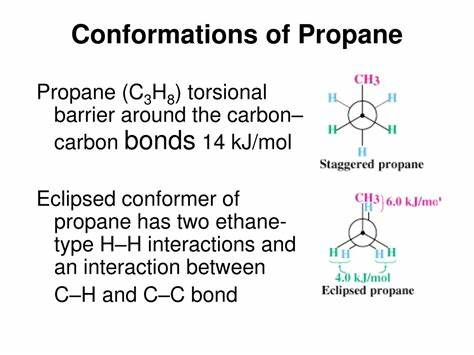 Conformations of Propane
Propane (C₃H₈) torsional
barrier around the carbon–
carbon bonds 14 kJ/mol
CH3
H H
H H
H
Staggered propane
Eclipsed conformer of
propane has two ethane-
type H–H interactions and
an interaction between
C–H and C–C bond
CH3 6.0 kJ/mo
H
H H H H
4.0 kJ/mol
Eclipsed propane